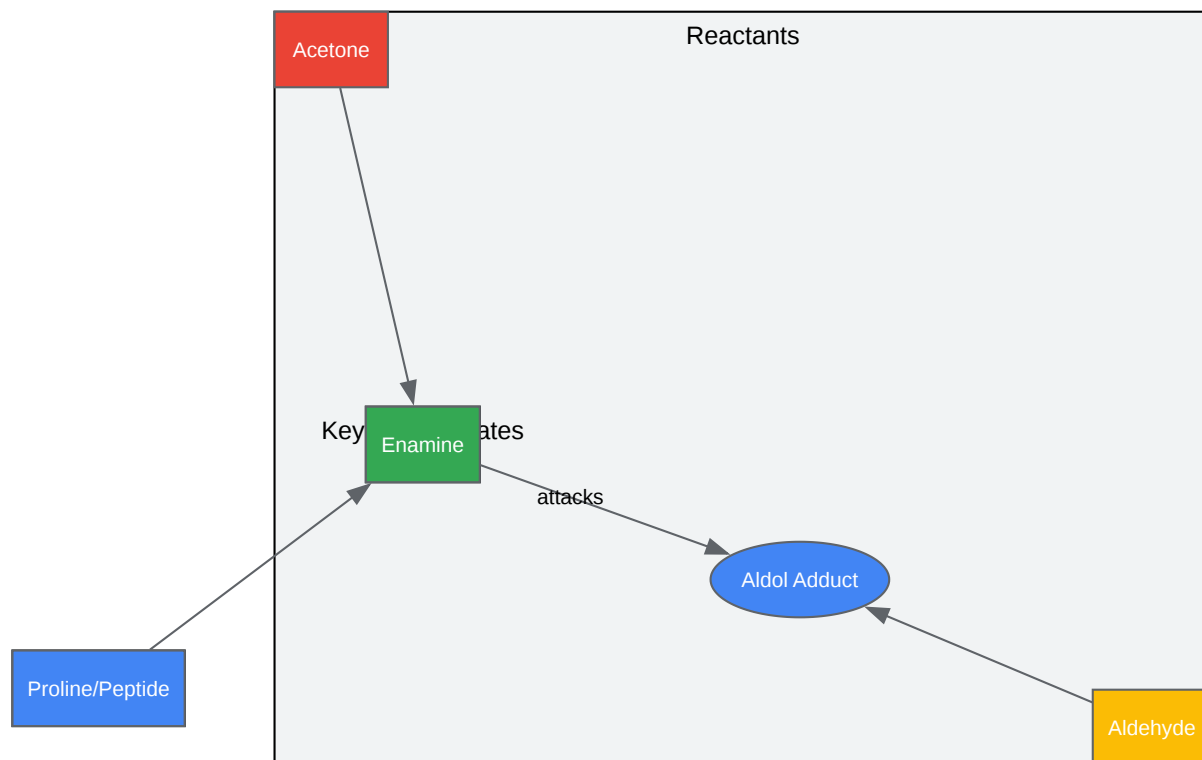 Reactants
Acetone
Key
ates
Enamine
attacks
Aldol Adduct
Proline/Peptide
Aldehyde